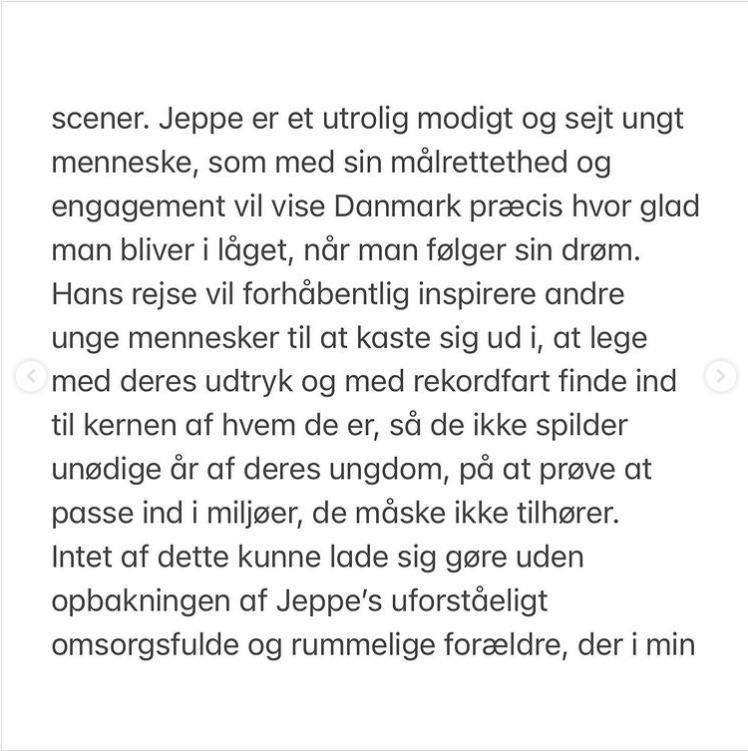 scener. Jeppe er et utrolig modigt og sejt ungt
menneske, som med sin målrettethed og
engagement vil vise Danmark præcis hvor glad
man bliver i låget, når man følger sin drøm.
Hans rejse vil forhåbentlig inspirere andre
unge mennesker til at kaste sig ud i, at lege
med deres udtryk og med rekordfart finde ind
til kernen af hvem de er, så de ikke spilder
unødige år af deres ungdom, på at prøve at
passe ind i miljøer, de måske ikke tilhører.
Intet af dette kunne lade sig gøre uden
opbakningen af Jeppe’s uforståeligt
omsorgsfulde og rummelige forældre, der i min